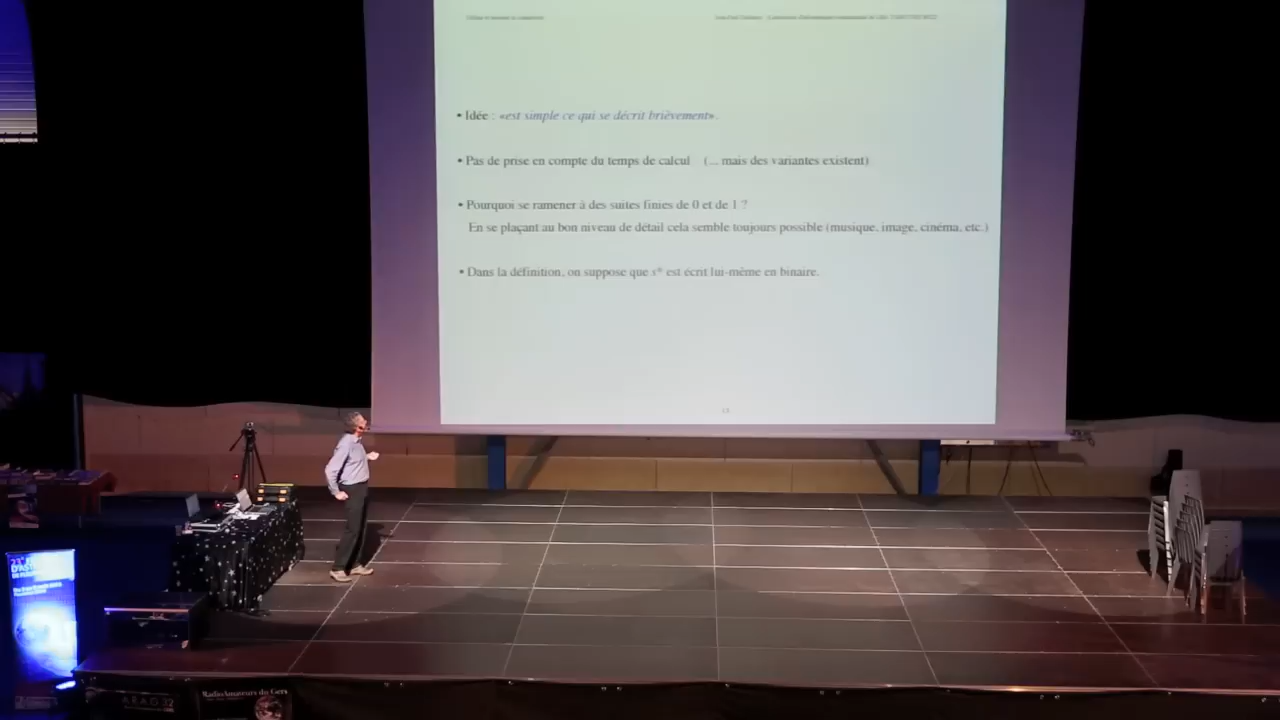 • Idée : «est simple ce qui se décrit brièvement».
• Pas de prise en compte du temps de calcul (... mais des variantes existent)
• Pourquoi se ramener à des suites finies de 0 et de 1 ?
En se plaçant au bon niveau de détail cela semble toujours possible (musique, image, cinéma, etc.)
• Dans la définition, on suppose que s* est écrit lui-même en binaire.
RadioAmateurs du Gers